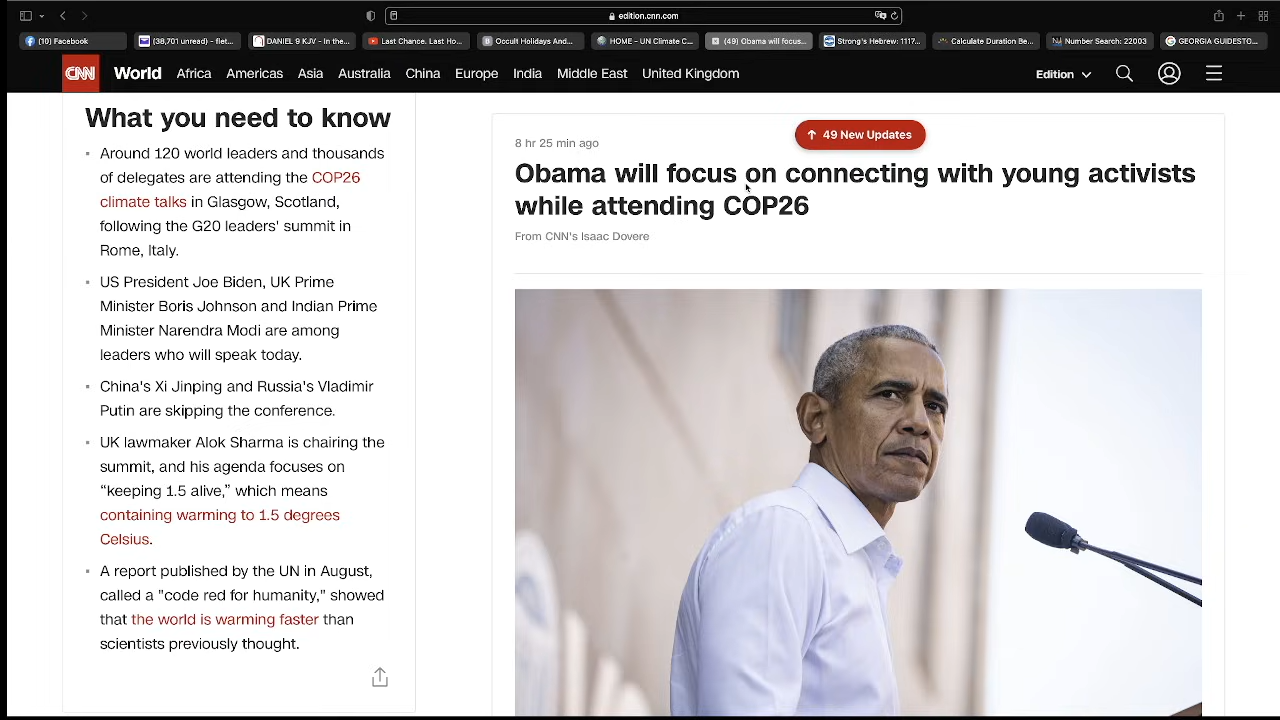 edition.cnn.com
(10) Facebook
(38,701 unread) - flet...
DANIEL 9 KJV - In the...
Last Chance, Last Ho...
Occult Holidays And...
HOME - UN Climate C...
(49) Obama will focus...
Strong's Hebrew: 1117...
Calculate Duration Be...
Number Search: 22003
GEORGIA GUIDESTO...
CNN World Africa Americas Asia Australia China Europe India Middle East United Kingdom Edition
What you need to know
Around 120 world leaders and thousands
of delegates are attending the COP26
climate talks in Glasgow, Scotland,
following the G20 leaders' summit in
Rome, Italy.
US President Joe Biden, UK Prime
Minister Boris Johnson and Indian Prime
Minister Narendra Modi are among
leaders who will speak today.
China's Xi Jinping and Russia's Vladimir
Putin are skipping the conference.
UK lawmaker Alok Sharma is chairing the
summit, and his agenda focuses on
“keeping 1.5 alive,” which means
containing warming to 1.5 degrees
Celsius.
A report published by the UN in August,
called a "code red for humanity," showed
that the world is warming faster than
scientists previously thought.
49 New Updates
8 hr 25 min ago
Obama will focus on connecting with young activists
while attending COP26
From CNN's Isaac Dovere